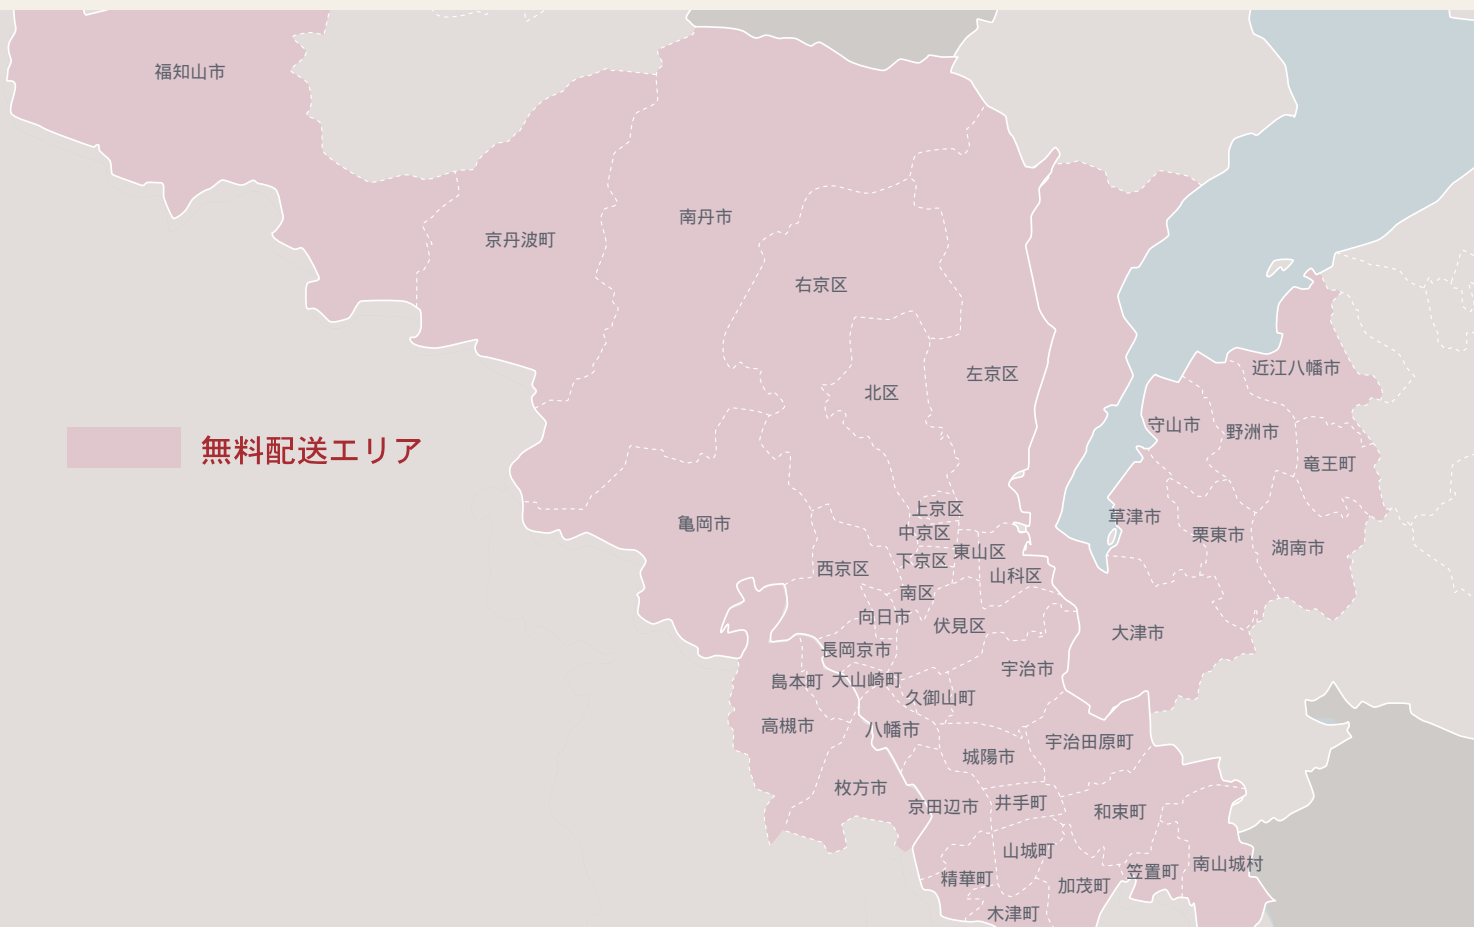 福知山市
南丹市
京丹波町
右京区
近江八幡市
左京区
北区
守山市
野洲市
無料配送エリア
竜王町
上京区
草津市
亀岡市
中京区
栗東市
湖南市
東山区
下京区
西京区
山科区
南区
向日市
伏見区
大津市
長岡京市
宇治市
島本町
大山崎町
久御山町
高槻市
八幡市
宇治田原町
城陽市
枚方市
井手町
京田辺市
和束町
山城町
南山城村
笠置町
精華町
加茂町
木津町